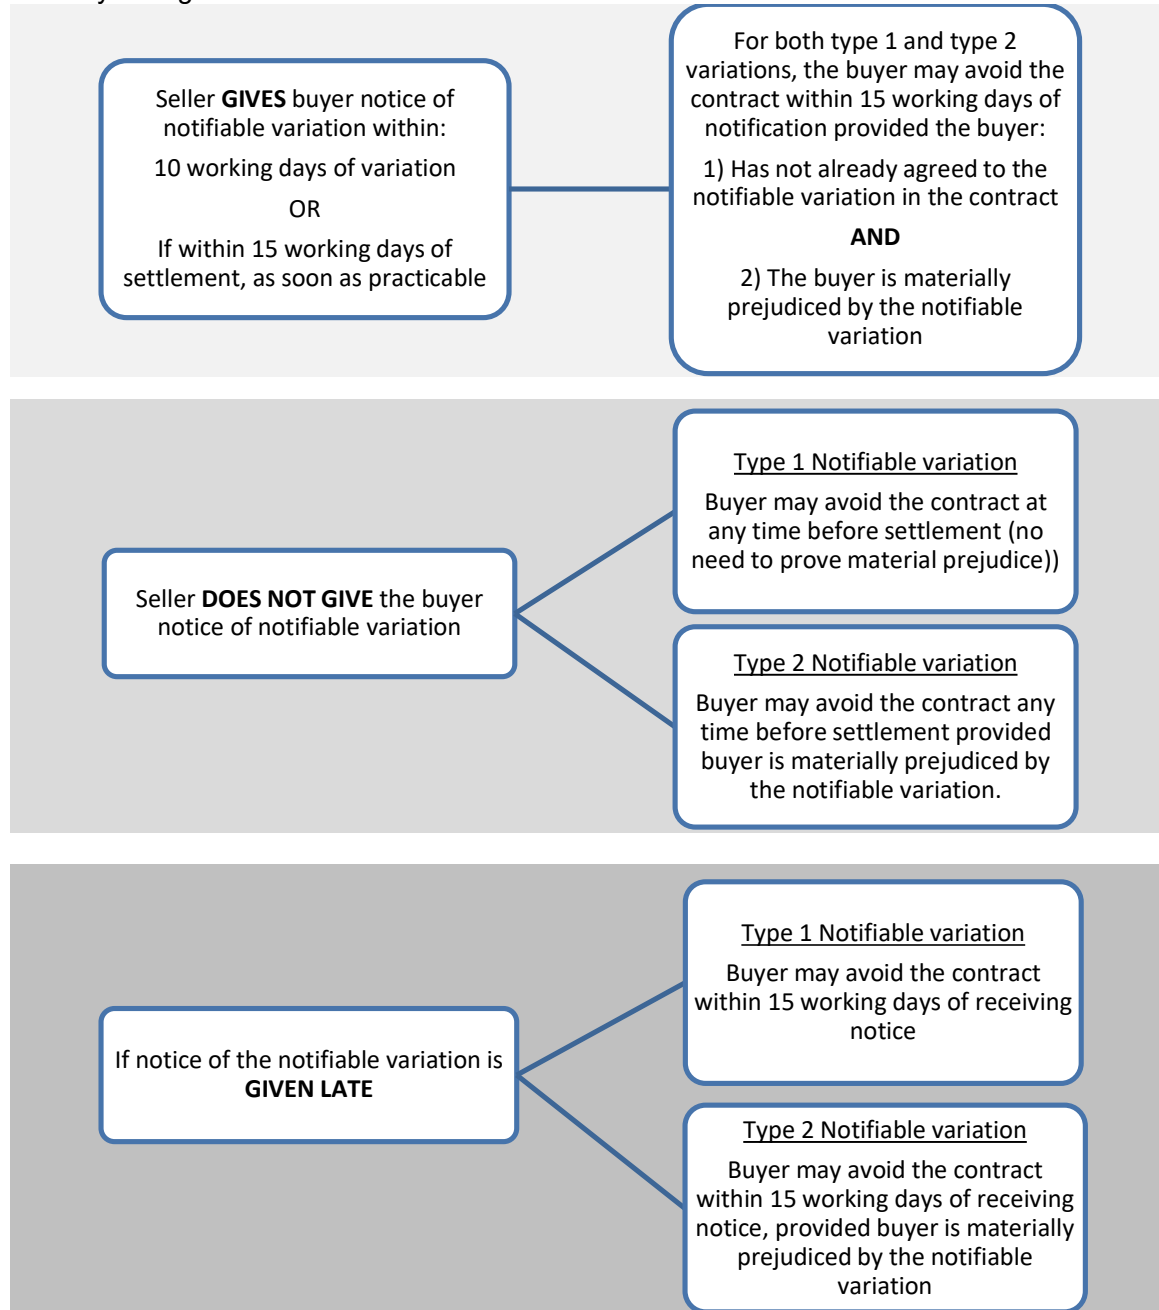 Seller GIVES buyer notice of
notifiable variation within:
10 working days of variation
OR
If within 15 working days of
settlement, as soon as practicable
For both type 1 and type 2
variations, the buyer may avoid the
contract within 15 working days of
notification provided the buyer:
1) Has not already agreed to the
notifiable variation in the contract
AND
2) The buyer is materially
prejudiced by the notifiable
variation
Seller DOES NOT GIVE the buyer
notice of notifiable variation
Type 1 Notifiable variation
Buyer may avoid the contract at
any time before settlement (no
need to prove material prejudice))
Type 2 Notifiable variation
Buyer may avoid the contract any
time before settlement provided
buyer is materially prejudiced by
the notifiable variation.
If notice of the notifiable variation is
GIVEN LATE
Type 1 Notifiable variation
Buyer may avoid the contract
within 15 working days of receiving
notice
Type 2 Notifiable variation
Buyer may avoid the contract
within 15 working days of receiving
notice, provided buyer is materially
prejudiced by the notifiable
variation